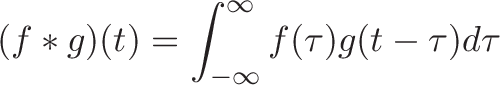 (f * g)(t) = ∫_{-∞}^{∞} f(τ)g(t − τ)dτ